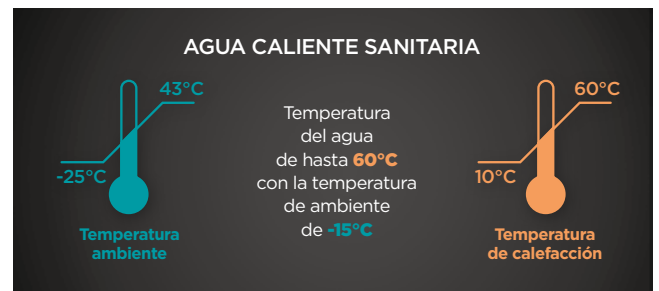 AGUA CALIENTE SANITARIA
43°C
-25°C
Temperatura
ambiente
Temperatura
del agua
de hasta 60°C
con la temperatura
de ambiente
de -15°C
60°C
10°C
Temperatura
de calefacción